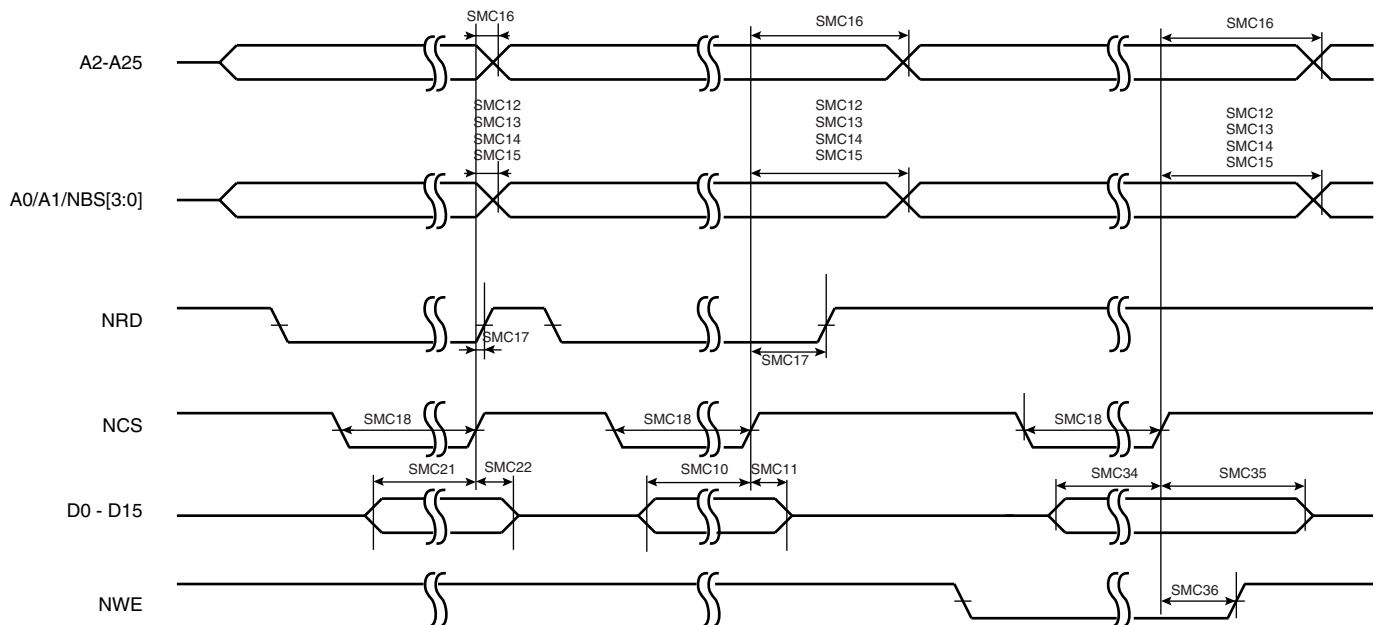 SMC16
SMC16
SMC16
A2-A25
SMC12
SMC13
SMC14
SMC15
SMC12
SMC13
SMC14
SMC15
SMC12
SMC13
SMC14
SMC15
A0/A1/NBS[3:0]
NRD
SMC17
SMC17
NCS
SMC18
SMC18
SMC18
SMC21
SMC22
SMC10
SMC11
SMC34
SMC35
D0 - D15
NWE
SMC36